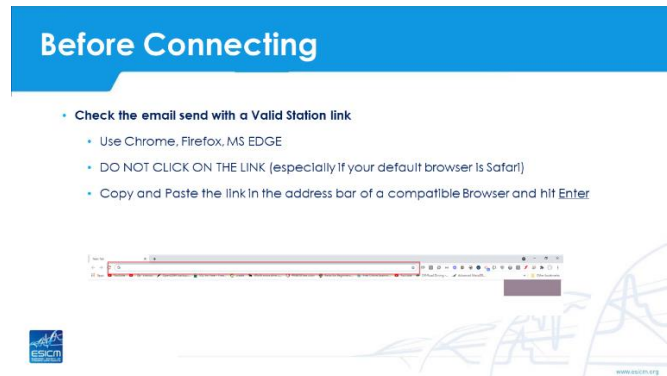 Before Connecting
Check the email send with a Valid Station link
Use Chrome, Firefox, MS EDGE
DO NOT CLICK ON THE LINK (especially if your default browser is Safari)
Copy and Paste the link in the address bar of a compatible Browser and hit Enter
ESICM
www.esicm.org